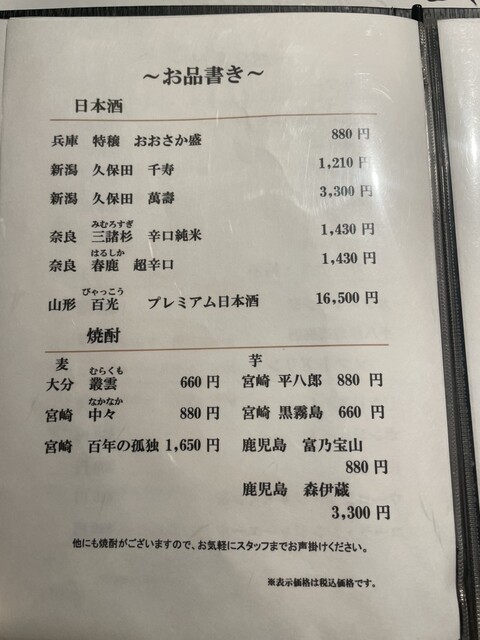 ～お品書き～
日本酒
兵庫 特穣 おおさか盛 880 円
新潟 久保田 千寿 1,210 円
新潟 久保田 萬壽 3,300 円
みむろすぎ
奈良 三諸杉 辛口純米 1,430 円
はるしか
奈良 春鹿 超辛口 1,430 円
びゃっこう
山形 百光 プレミアム日本酒 16,500 円
焼酎
麦
むらくも
大分 叢雲 660 円
なかなか
宮崎 中々 880 円
宮崎 百年の孤独 1,650 円
芋
宮崎 平八郎 880 円
宮崎 黒霧島 660 円
鹿児島 富乃宝山
880 円
鹿児島 森伊蔵
3,300 円
他にも焼酎がございますので、お気軽にスタッフまでお声掛けください。
※表示価格は税込価格です。